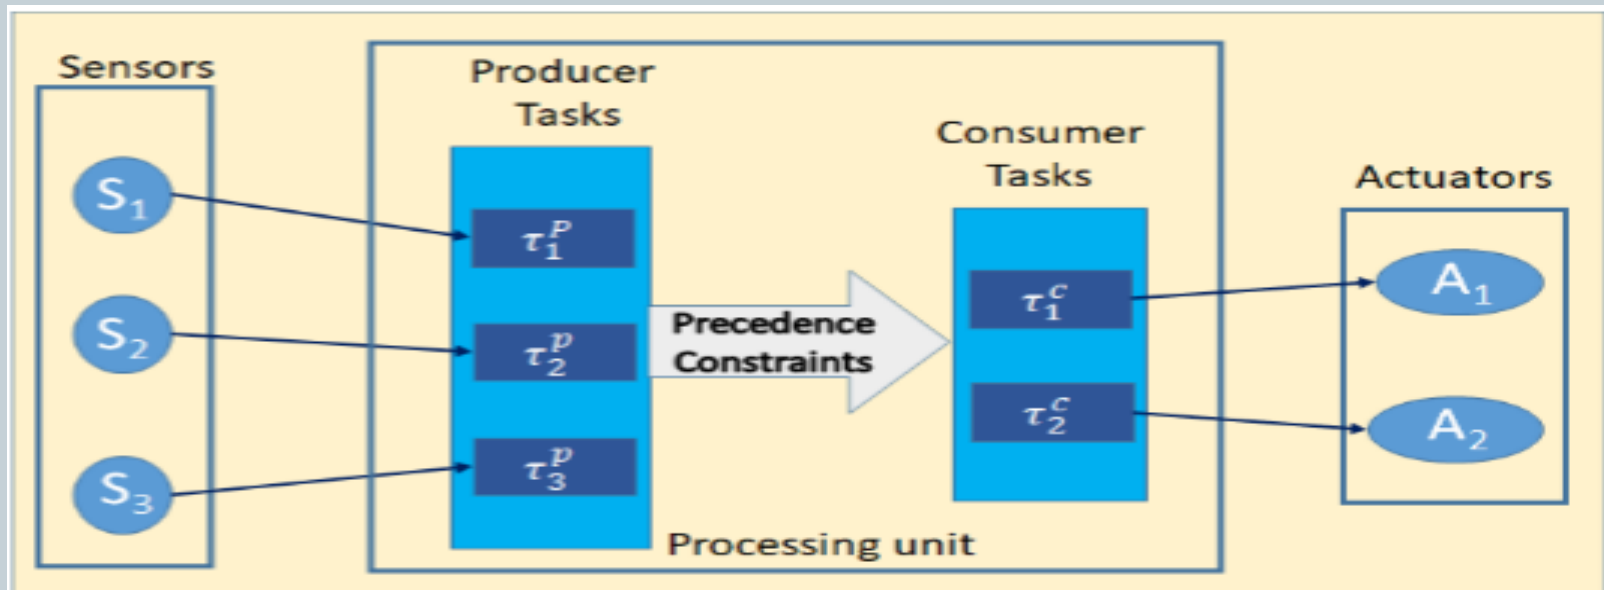 Sensors
S₁
S₂
S₃
Producer
Tasks
τ₁ᴾ
τ₂ᵖ
τ₃ᵖ
Precedence
Constraints
Consumer
Tasks
τ₁ᶜ
τ₂ᶜ
Processing unit
Actuators
A₁
A₂